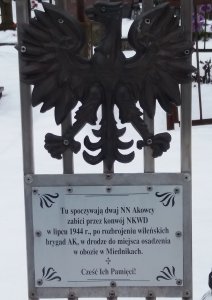 Tu spoczywają dwaj NN Akowcy
zabici przez konwój NKWD
w lipcu 1944 r., po rozbrojeniu wileńskich
brygad AK, w drodze do miejsca osadzenia
w obozie w Miednikach.
Cześć Ich Pamięci!